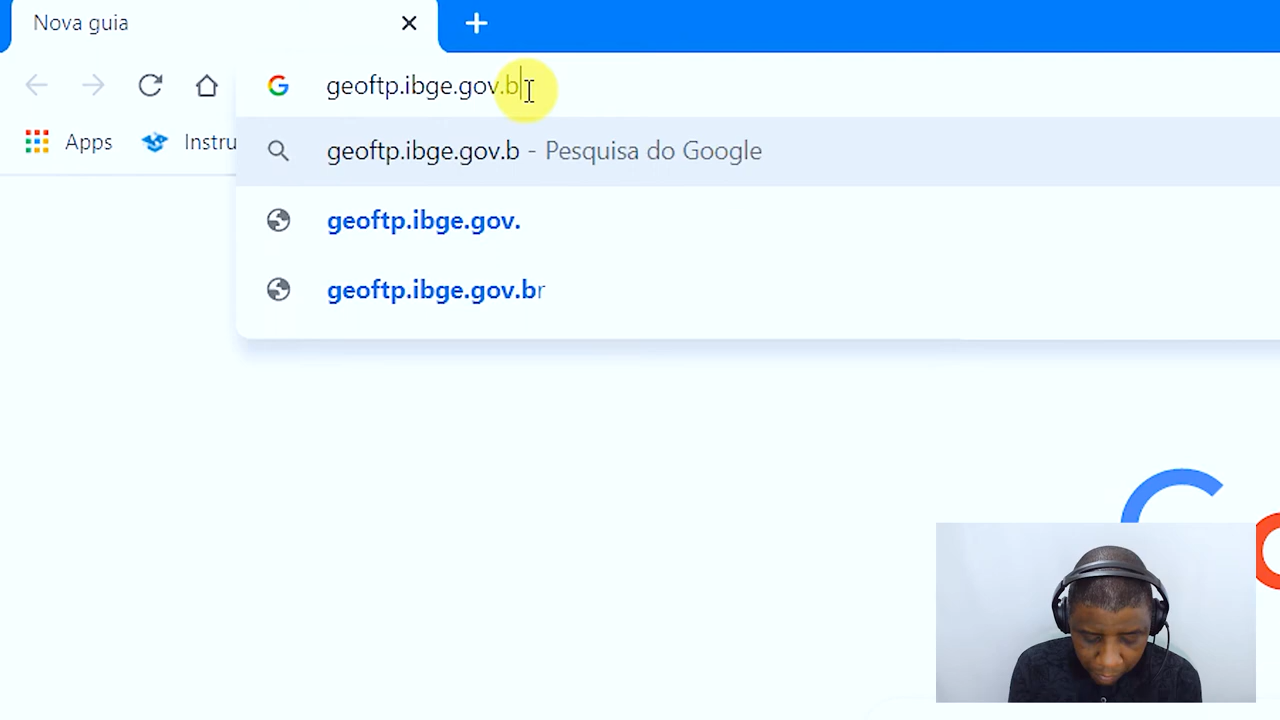 Nova guia
geoftp.ibge.gov.b
Apps
Instru
geoftp.ibge.gov.b - Pesquisa do Google
geoftp.ibge.gov.
geoftp.ibge.gov.br